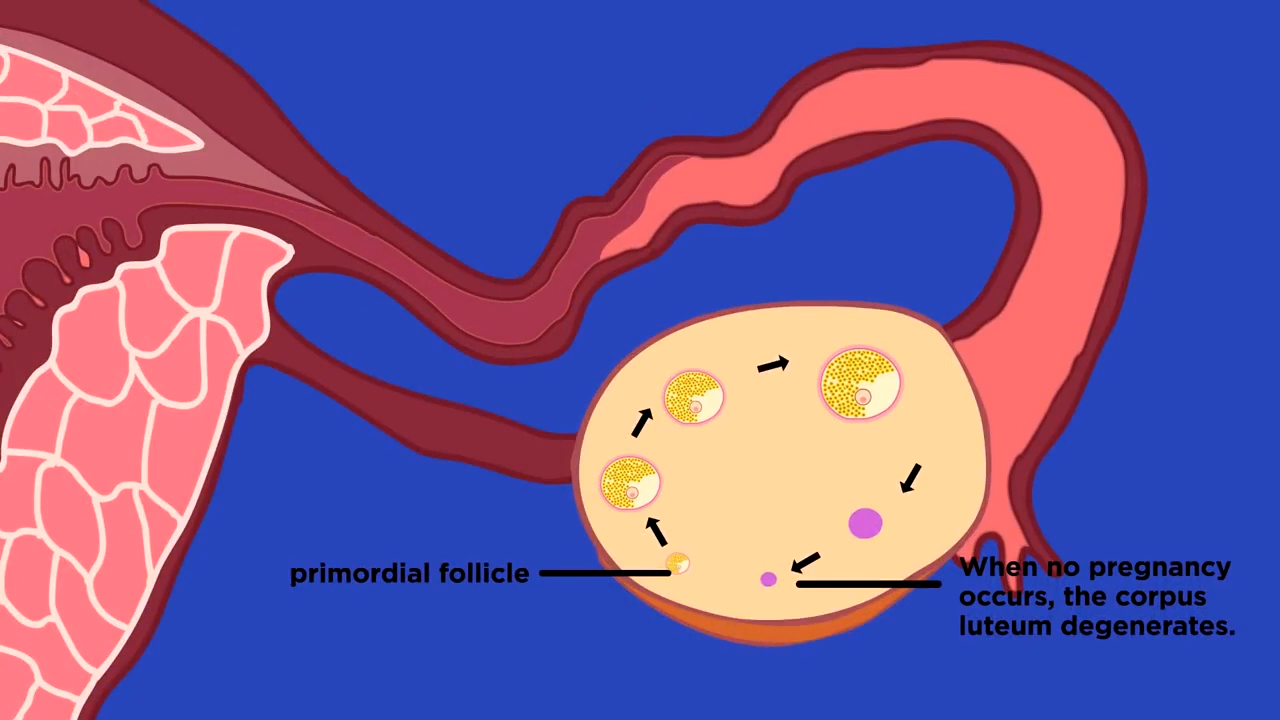 primordial follicle
When no pregnancy
occurs, the corpus
luteum degenerates.